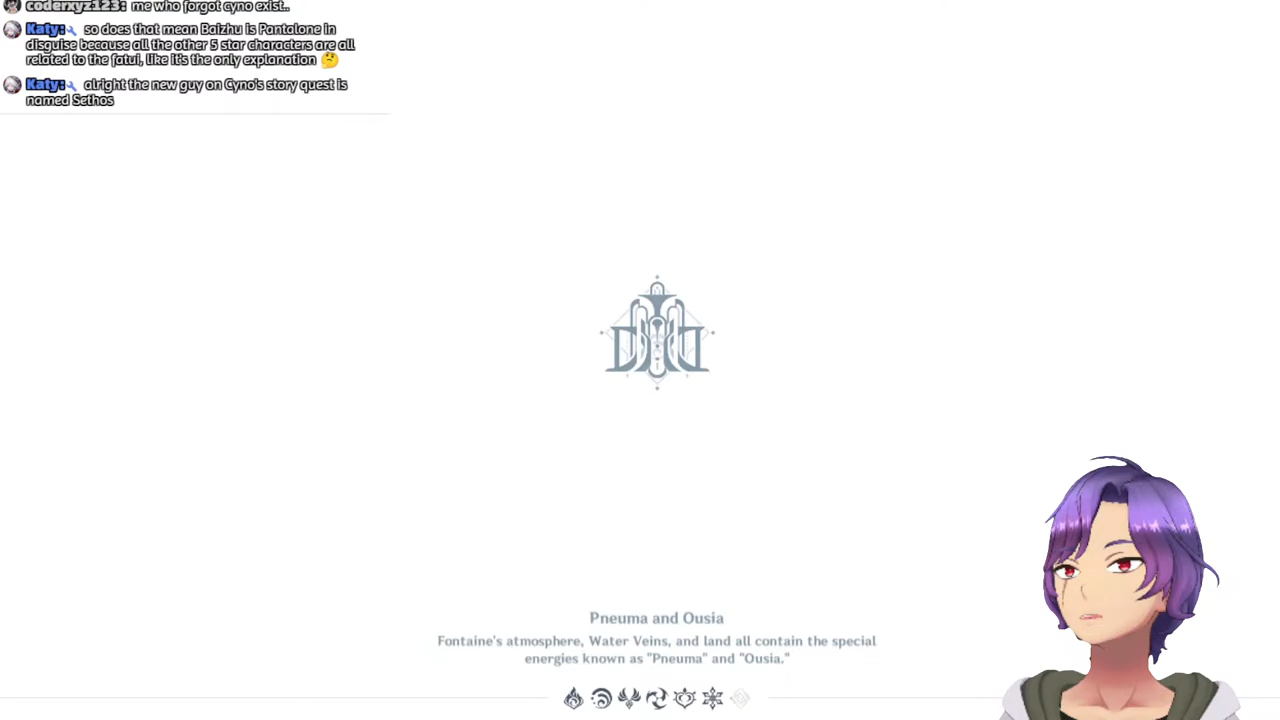 coderxyz123: me who forgot cyno exist..
Katy: so does that mean Baizhu is Pantalone in
disguise because all the other 5 star characters are all
related to the fatui, like it's the only explanation 🤔
Katy: alright the new guy on Cyno's story quest is
named Sethos
Pneuma and Ousia
Fontaine's atmosphere, Water Veins, and land all contain the special
energies known as "Pneuma" and "Ousia."